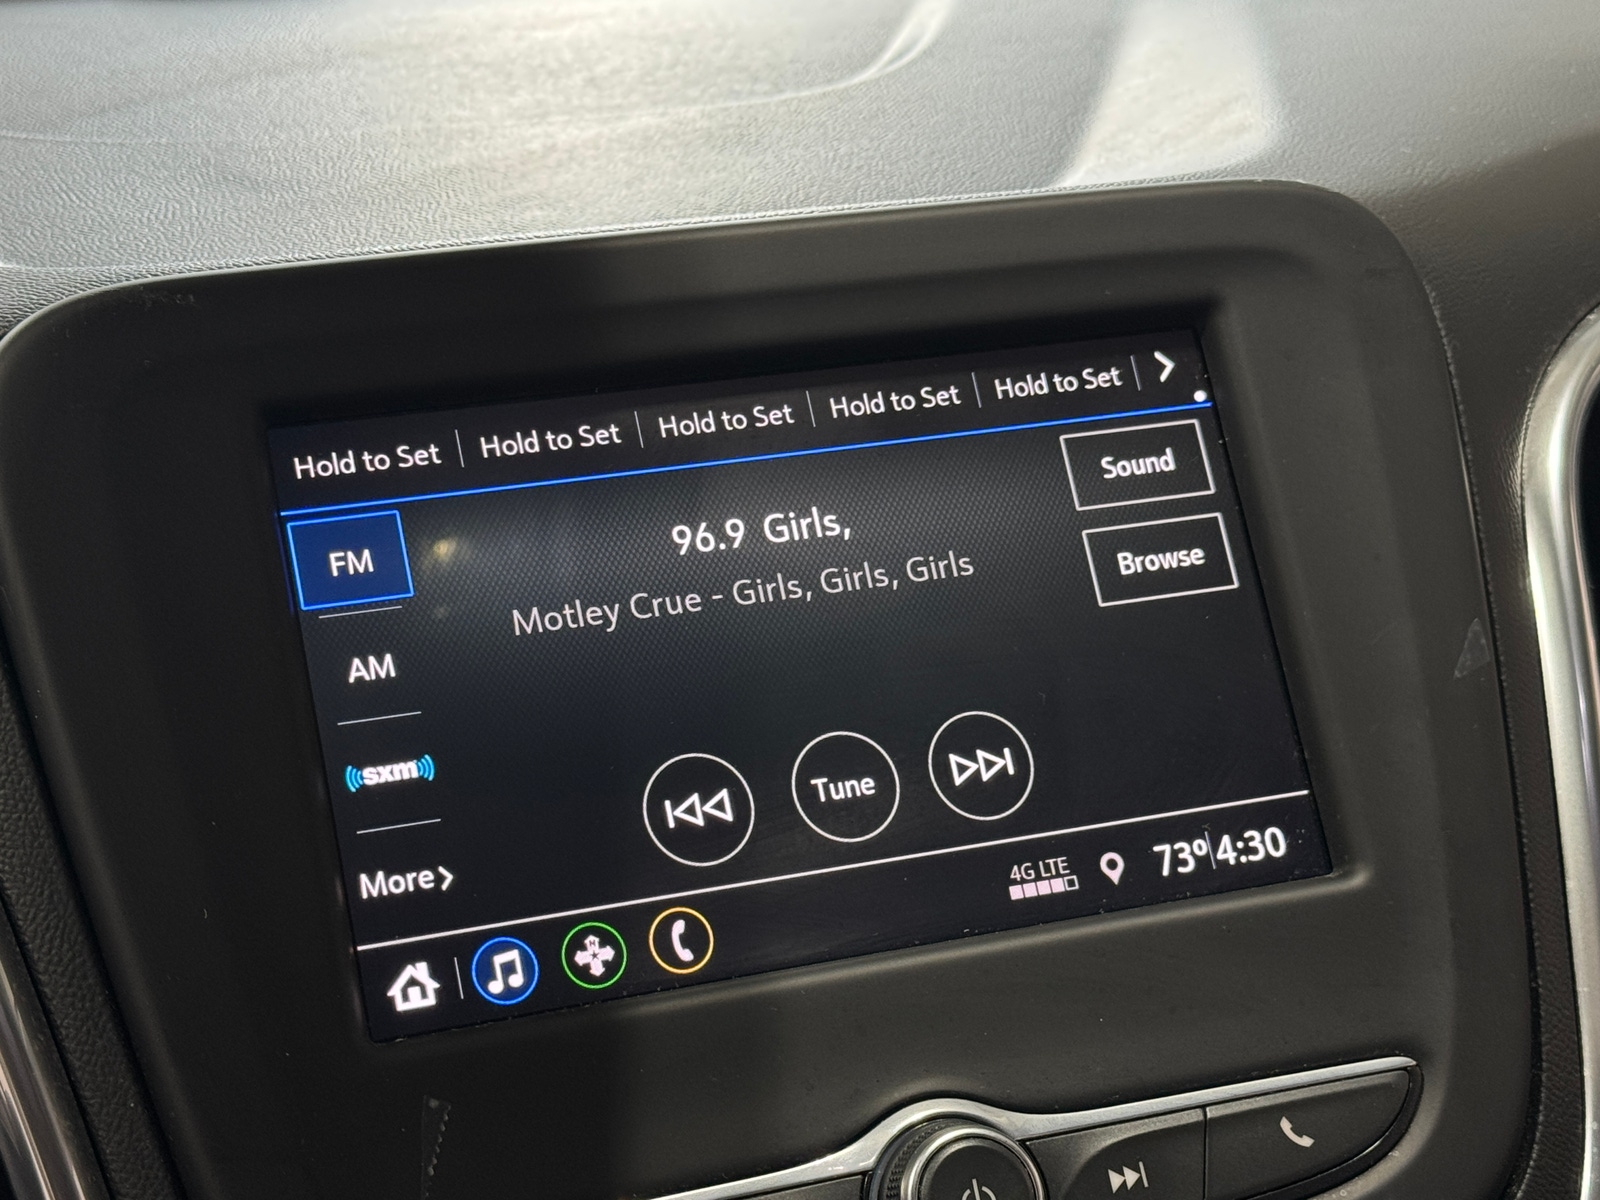 Hold to Set Hold to Set Hold to Set Hold to Set Hold to Set
Sound
FM
96.9 Girls,
Motley Crue - Girls, Girls, Girls
Browse
AM
sxm
Tune
More
4G LTE
73° 4:30
N